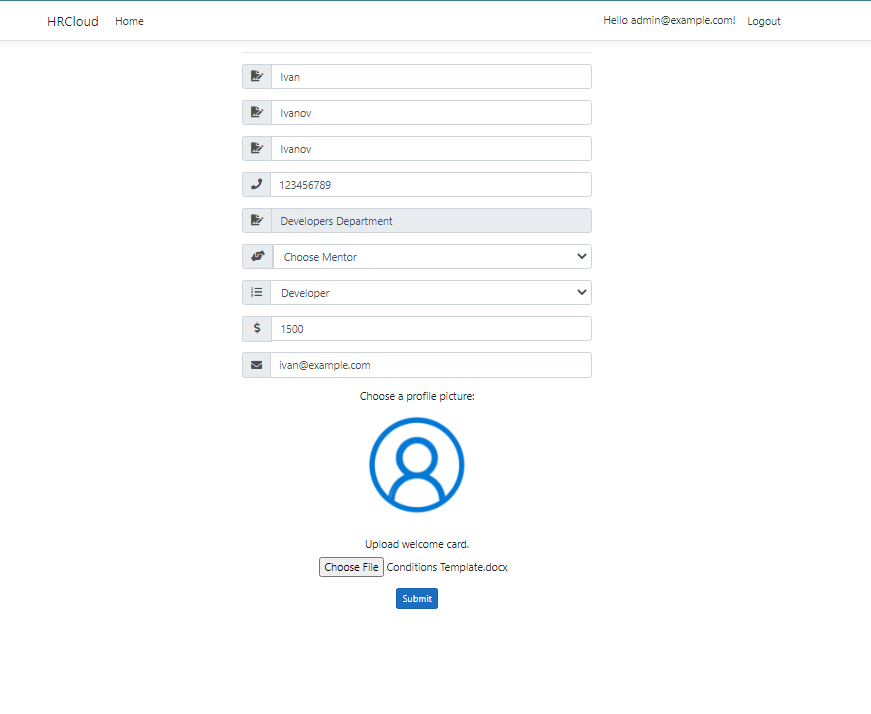 HRCloud Home Hello admin@example.com! Logout
Ivan
Ivanov
Ivanov
123456789
Developers Department
Choose Mentor
Developer
$ 1500
ivan@example.com
Choose a profile picture:
Upload welcome card.
Choose File Conditions Template.docx
Submit